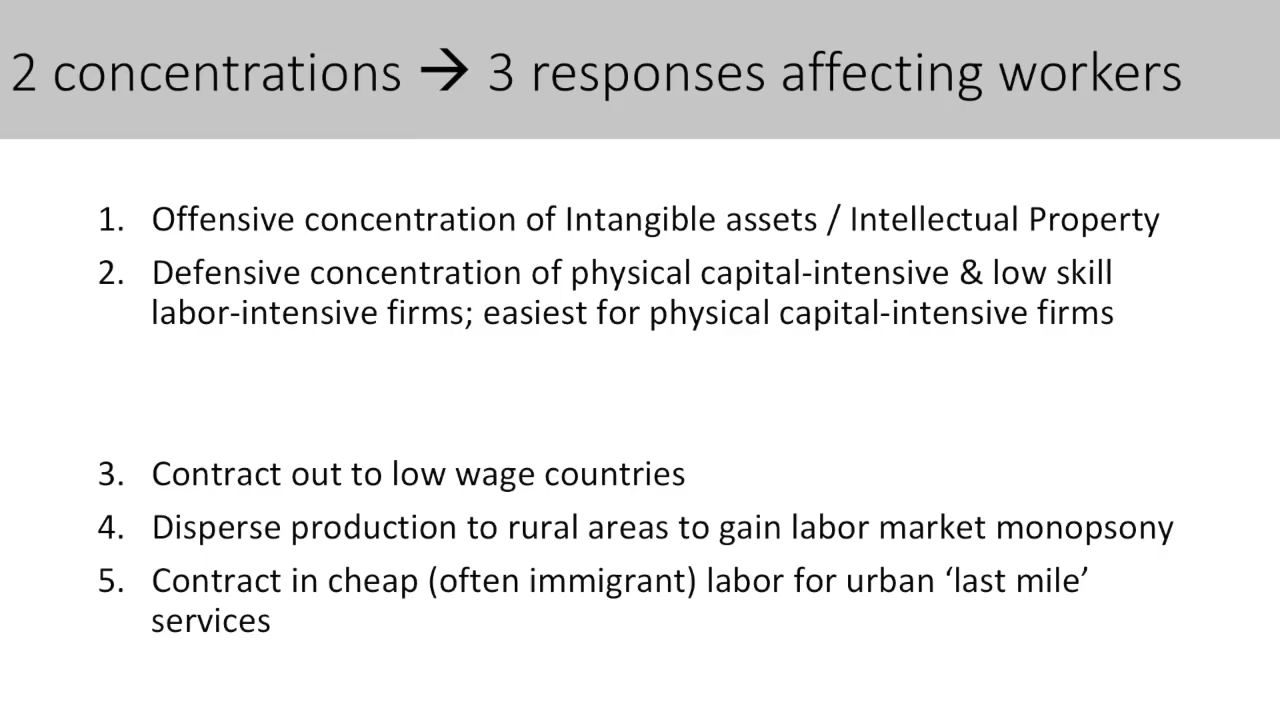 2 concentrations → 3 responses affecting workers
1. Offensive concentration of Intangible assets / Intellectual Property
2. Defensive concentration of physical capital-intensive & low skill
labor-intensive firms; easiest for physical capital-intensive firms
3. Contract out to low wage countries
4. Disperse production to rural areas to gain labor market monopsony
5. Contract in cheap (often immigrant) labor for urban ‘last mile’
services